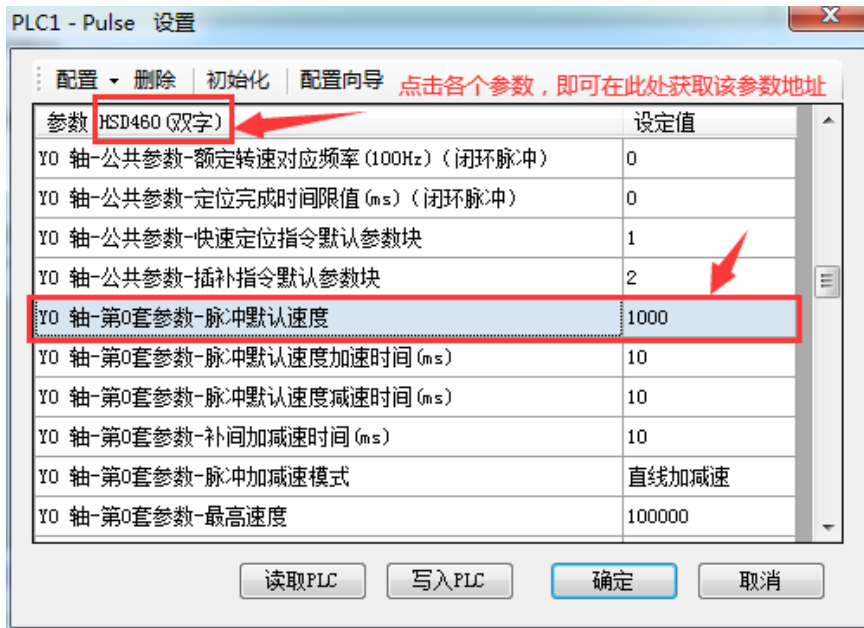 PLC1 - Pulse 设置
配置 删除 初始化 配置向导 点击各个参数，即可在此处获取该参数地址
参数 HSD460(双字) 设定值
Y0 轴-公共参数-额定转速对应频率(100Hz)（闭环脉冲） 0
Y0 轴-公共参数-定位完成时间限值(ms)（闭环脉冲） 0
Y0 轴-公共参数-快速定位指令默认参数块 1
Y0 轴-公共参数-插补指令默认参数块 2
Y0 轴-第0套参数-脉冲默认速度 1000
Y0 轴-第0套参数-脉冲默认速度加速时间(ms) 10
Y0 轴-第0套参数-脉冲默认速度减速时间(ms) 10
Y0 轴-第0套参数-补间加减速时间(ms) 10
Y0 轴-第0套参数-脉冲加减速模式 直线加减速
Y0 轴-第0套参数-最高速度 100000
读取PLC 写入PLC 确定 取消